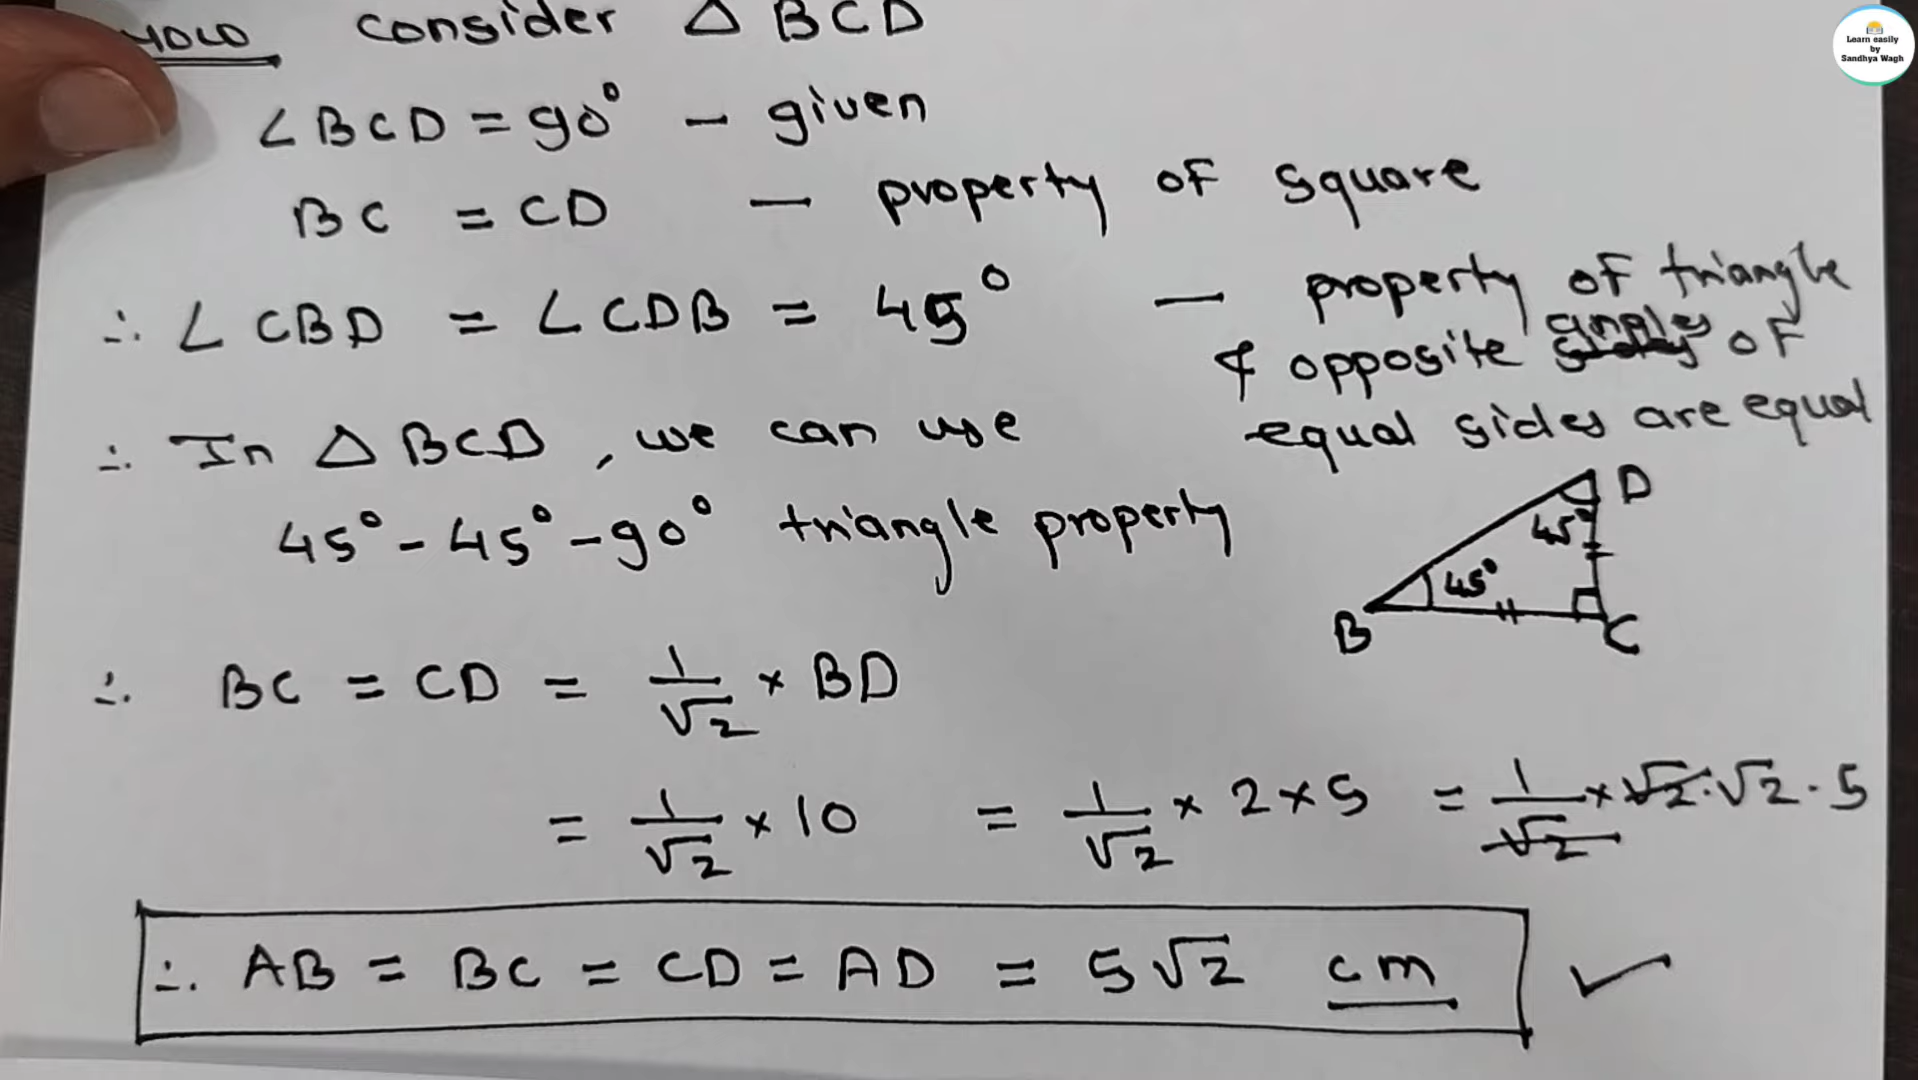 consider △ BCD
∠BCD = 90° - given
BC = CD — property of square
∴ ∠CBD = ∠CDB = 45° — property of triangle
& opposite angles of
equal sides are equal
∴ In △ BCD, we can use
45° - 45° - 90° triangle property
D
45°
45°
B
C
∴ BC = CD = 1/√2 × BD
= 1/√2 × 10 = 1/√2 × 2×5 = 1/√2 × √2·√2·5
∴ AB = BC = CD = AD = 5√2 cm ✓
Learn easily
by
Sandhya Wagh